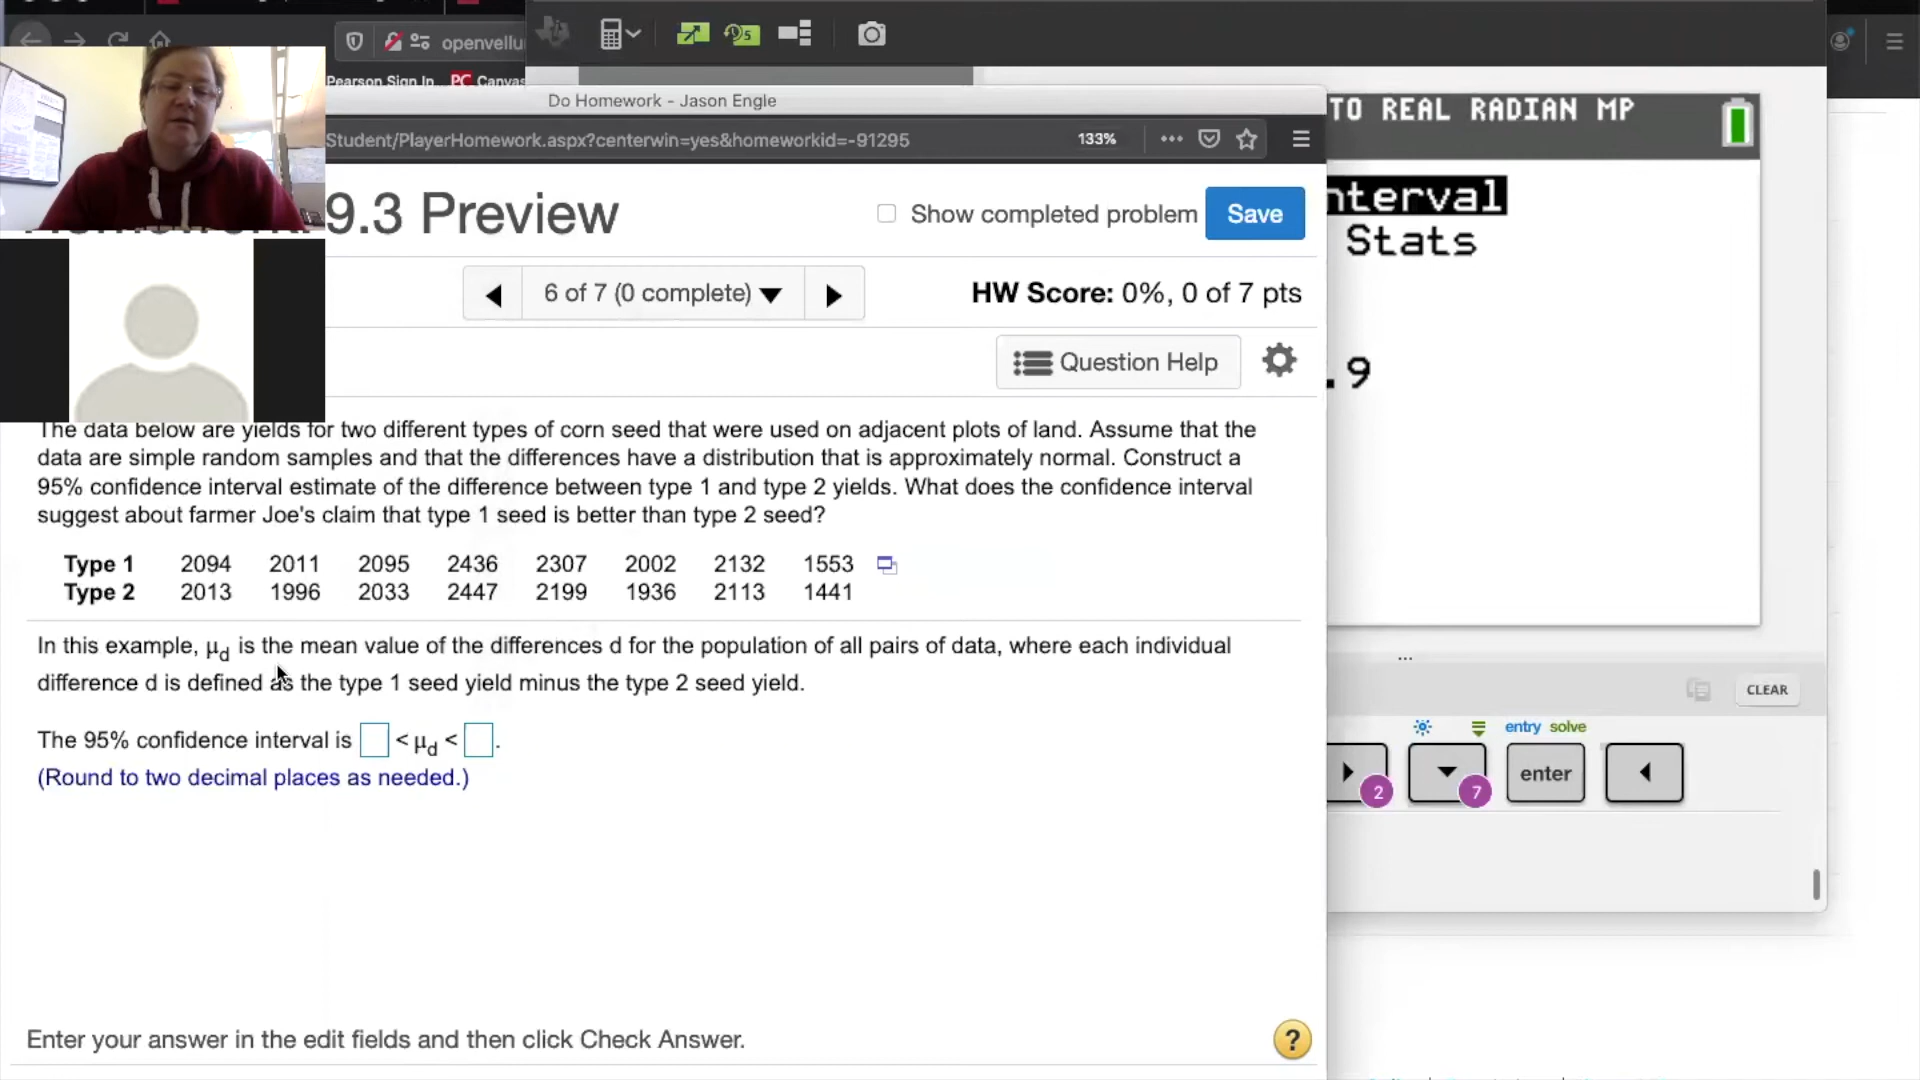 openvellu
Pearson Sign In PC Canvas
Do Homework - Jason Engle
Student/PlayerHomework.aspx?centerwin=yes&homeworkid=-91295 133%
9.3 Preview
Show completed problem Save
6 of 7 (0 complete)
HW Score: 0%, 0 of 7 pts
Question Help
The data below are yields for two different types of corn seed that were used on adjacent plots of land. Assume that the
data are simple random samples and that the differences have a distribution that is approximately normal. Construct a
95% confidence interval estimate of the difference between type 1 and type 2 yields. What does the confidence interval
suggest about farmer Joe's claim that type 1 seed is better than type 2 seed?
Type 1 2094 2011 2095 2436 2307 2002 2132 1553
Type 2 2013 1996 2033 2447 2199 1936 2113 1441
In this example, μd is the mean value of the differences d for the population of all pairs of data, where each individual
difference d is defined as the type 1 seed yield minus the type 2 seed yield.
The 95% confidence interval is < μd < .
(Round to two decimal places as needed.)
Enter your answer in the edit fields and then click Check Answer.
?
5
TO REAL RADIAN MP
nterval
Stats
.9
CLEAR
entry solve
2 7 enter